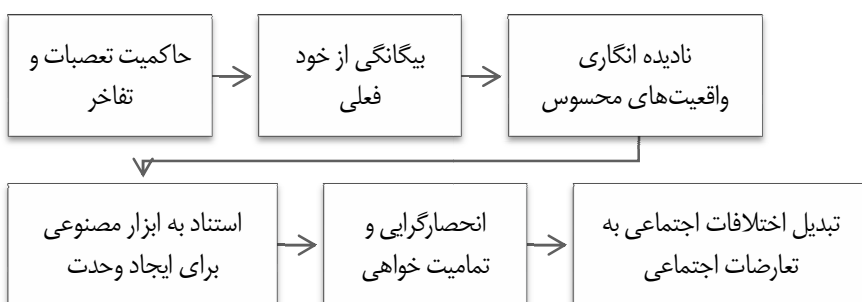 حاکمیت تعصبات و
تفاخر
بیگانگی از خود
فعلی
نادیده انگاری
واقعیت‌های محسوس
استناد به ابزار مصنوعی
برای ایجاد وحدت
انحصارگرایی و
تمامیت خواهی
تبدیل اختلافات اجتماعی به
تعارضات اجتماعی